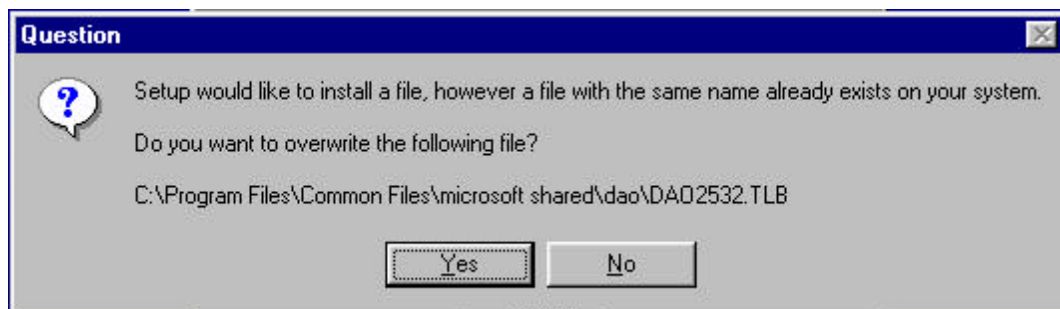 Question
Setup would like to install a file, however a file with the same name already exists on your system.
Do you want to overwrite the following file?
C:\Program Files\Common Files\microsoft shared\dao\DAO2532.TLB
Yes No